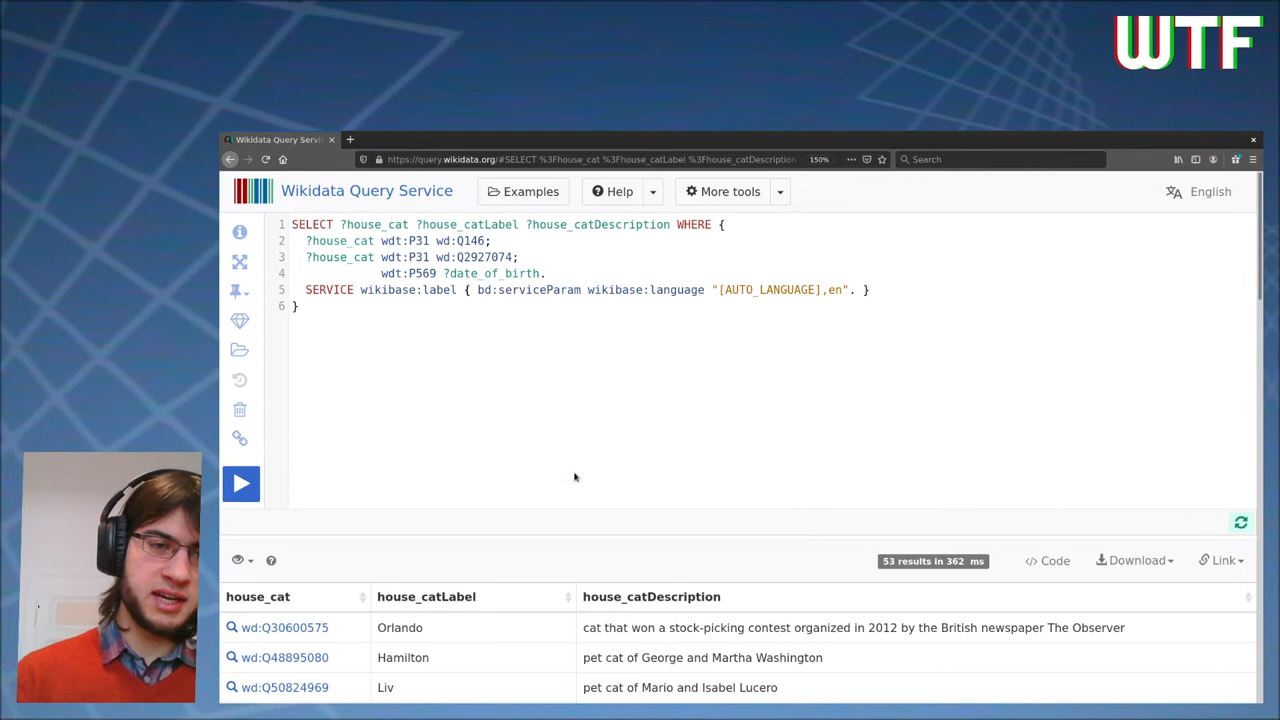 WTF
Wikidata Query Servic
https://query.wikidata.org/#SELECT %3Fhouse_cat %3Fhouse_catLabel %3Fhouse_catDescription
150%
Search
Wikidata Query Service
Examples
Help
More tools
English
1 SELECT ?house_cat ?house_catLabel ?house_catDescription WHERE {
2 ?house_cat wdt:P31 wd:Q146;
3 ?house_cat wdt:P31 wd:Q2927074;
4 wdt:P569 ?date_of_birth.
5 SERVICE wikibase:label { bd:serviceParam wikibase:language "[AUTO_LANGUAGE],en". }
6 }
53 results in 362 ms
</> Code
Download
Link
house_cat house_catLabel house_catDescription
wd:Q30600575 Orlando cat that won a stock-picking contest organized in 2012 by the British newspaper The Observer
wd:Q48895080 Hamilton pet cat of George and Martha Washington
wd:Q50824969 Liv pet cat of Mario and Isabel Lucero